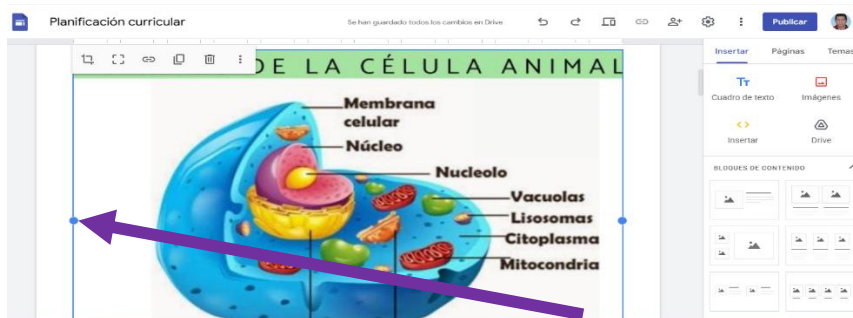 Planificación curricular
Se han guardado todos los cambios en Drive
Publicar
Insertar Páginas Temas
DE LA CÉLULA ANIMAL
Membrana
celular
Núcleo
Nucleolo
Vacuolas
Lisosomas
Citoplasma
Mitocondria
Tт
Cuadro de texto Imágenes
Insertar Drive
BLOQUES DE CONTENIDO